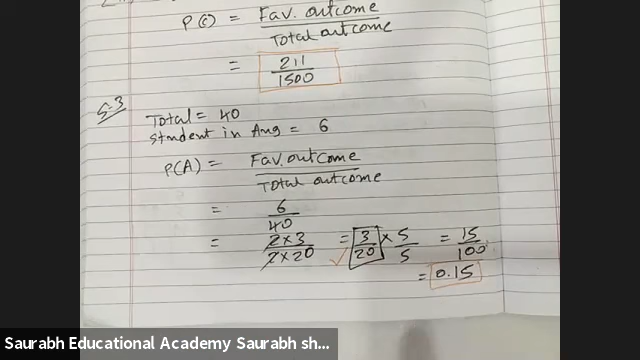 P(C) = Fav. outcome / Total outcome
= 211 / 1500
S-3
Total = 40
student in Aug = 6
P(A) = Fav. outcome / Total outcome
= 6 / 40
= 2 × 3 / 2 × 20 = 3 / 20 × 5 / 5 = 15 / 100
= 0.15
Saurabh Educational Academy Saurabh sh...